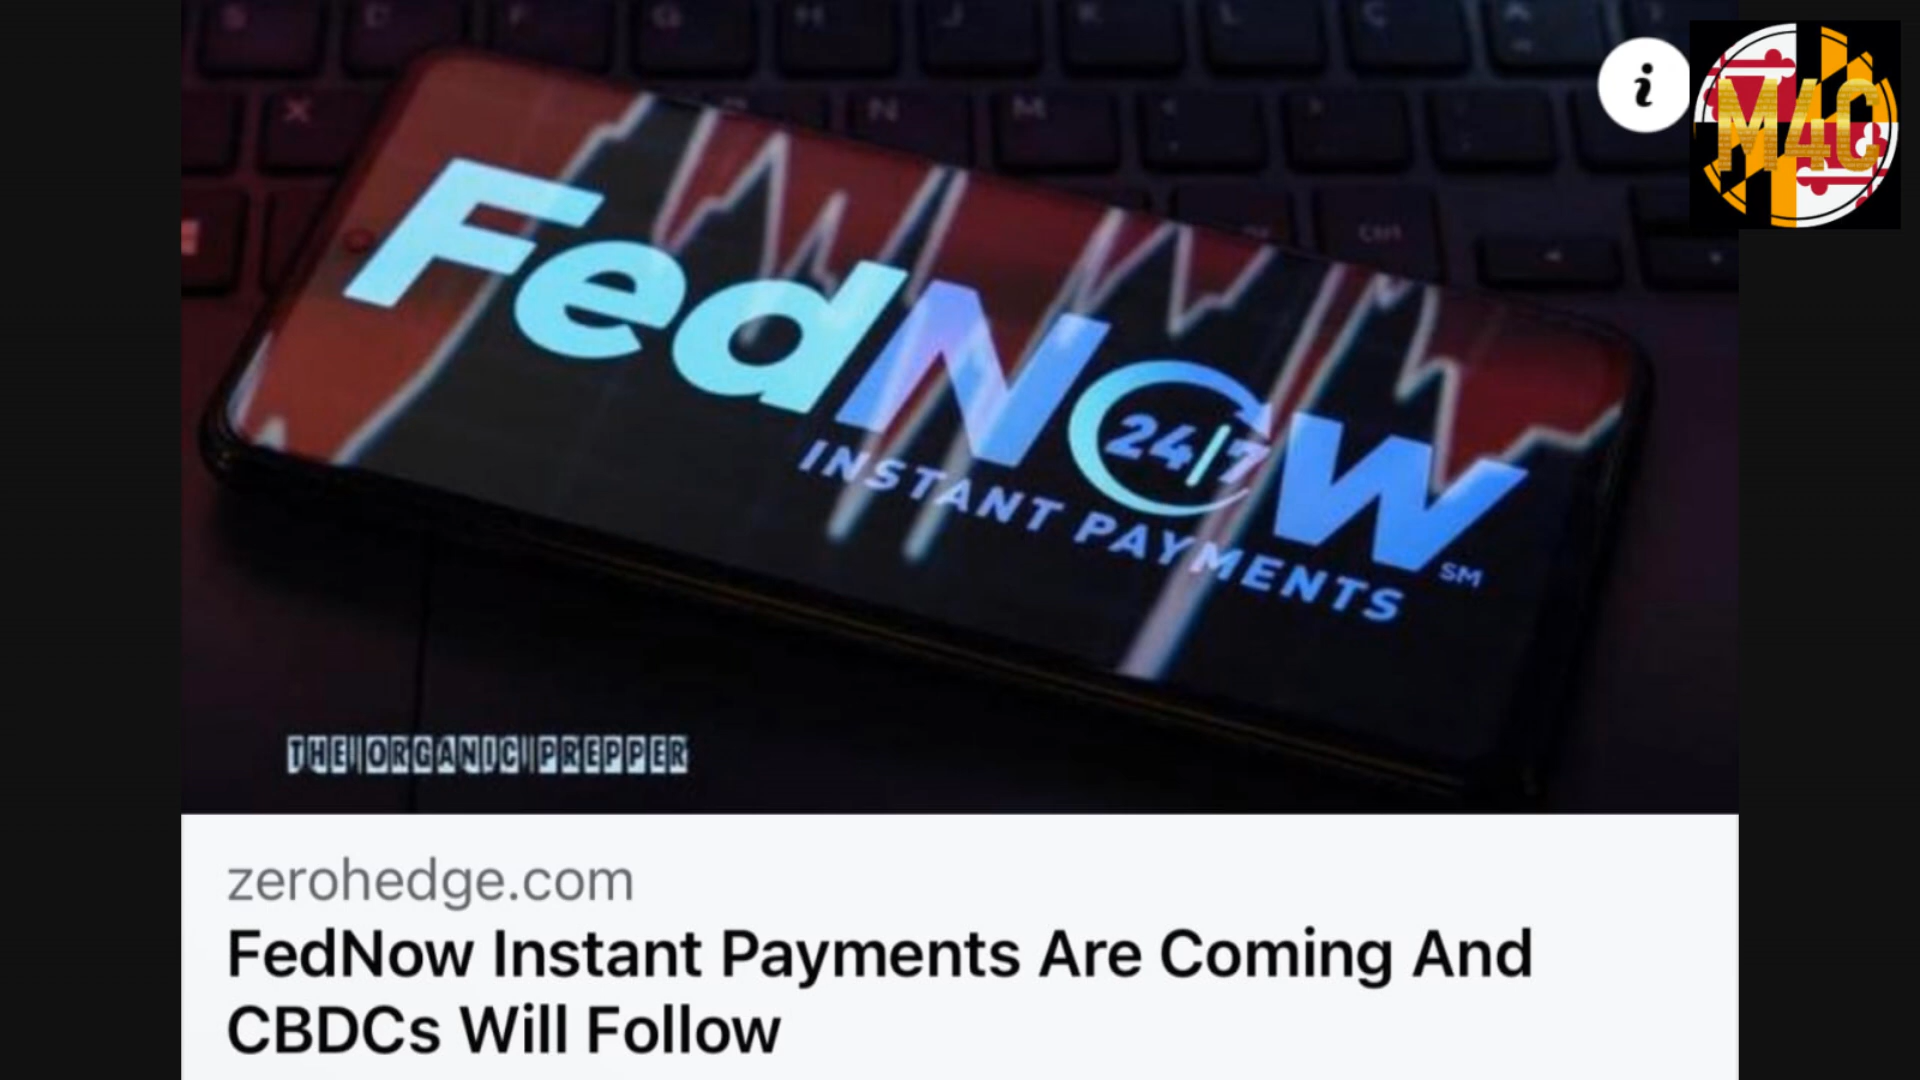 M4C
i
FedNow
24/7
INSTANT PAYMENTS
SM
THE ORGANIC PREPPER
zerohedge.com
FedNow Instant Payments Are Coming And
CBDCs Will Follow